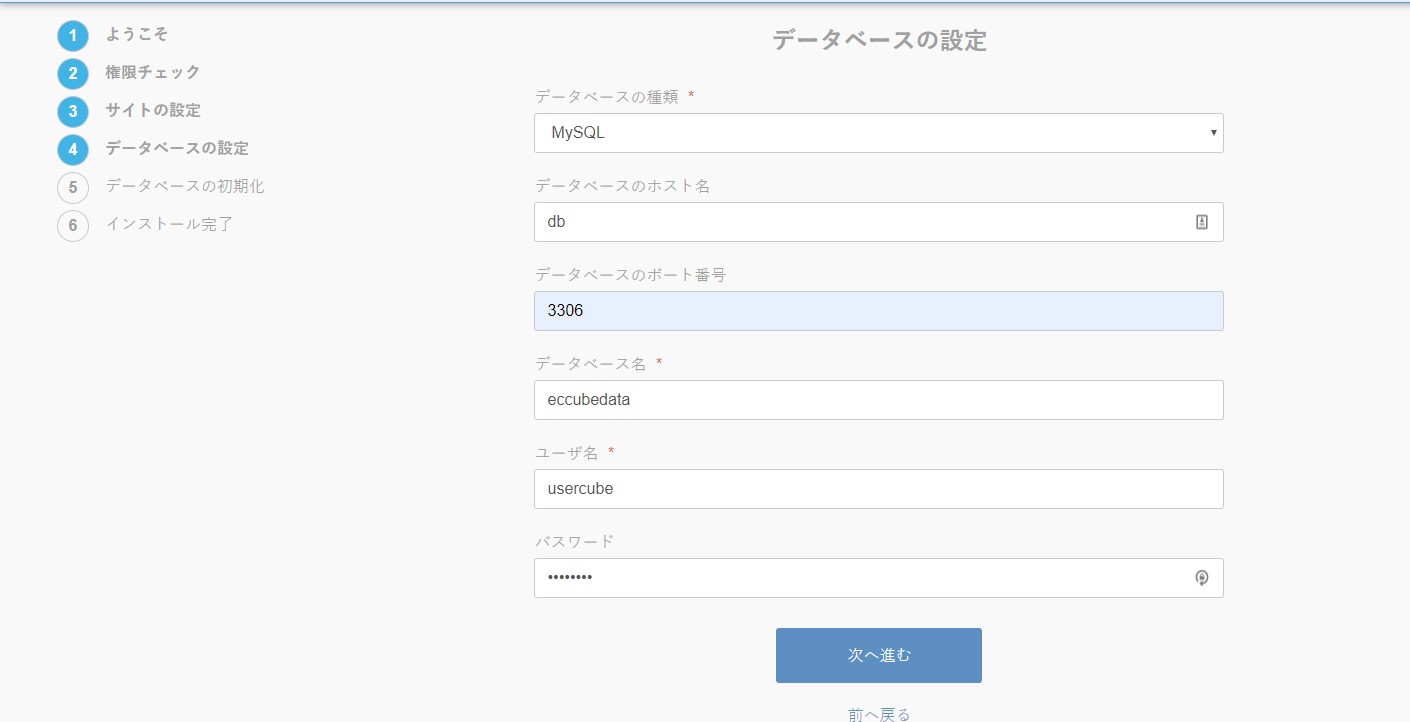 1 ようこそ
2 権限チェック
3 サイトの設定
4 データベースの設定
5 データベースの初期化
6 インストール完了
データベースの設定
データベースの種類 *
MySQL
データベースのホスト名
db
データベースのポート番号
3306
データベース名 *
eccubedata
ユーザ名 *
usercube
パスワード
••••••••
次へ進む
前へ戻る